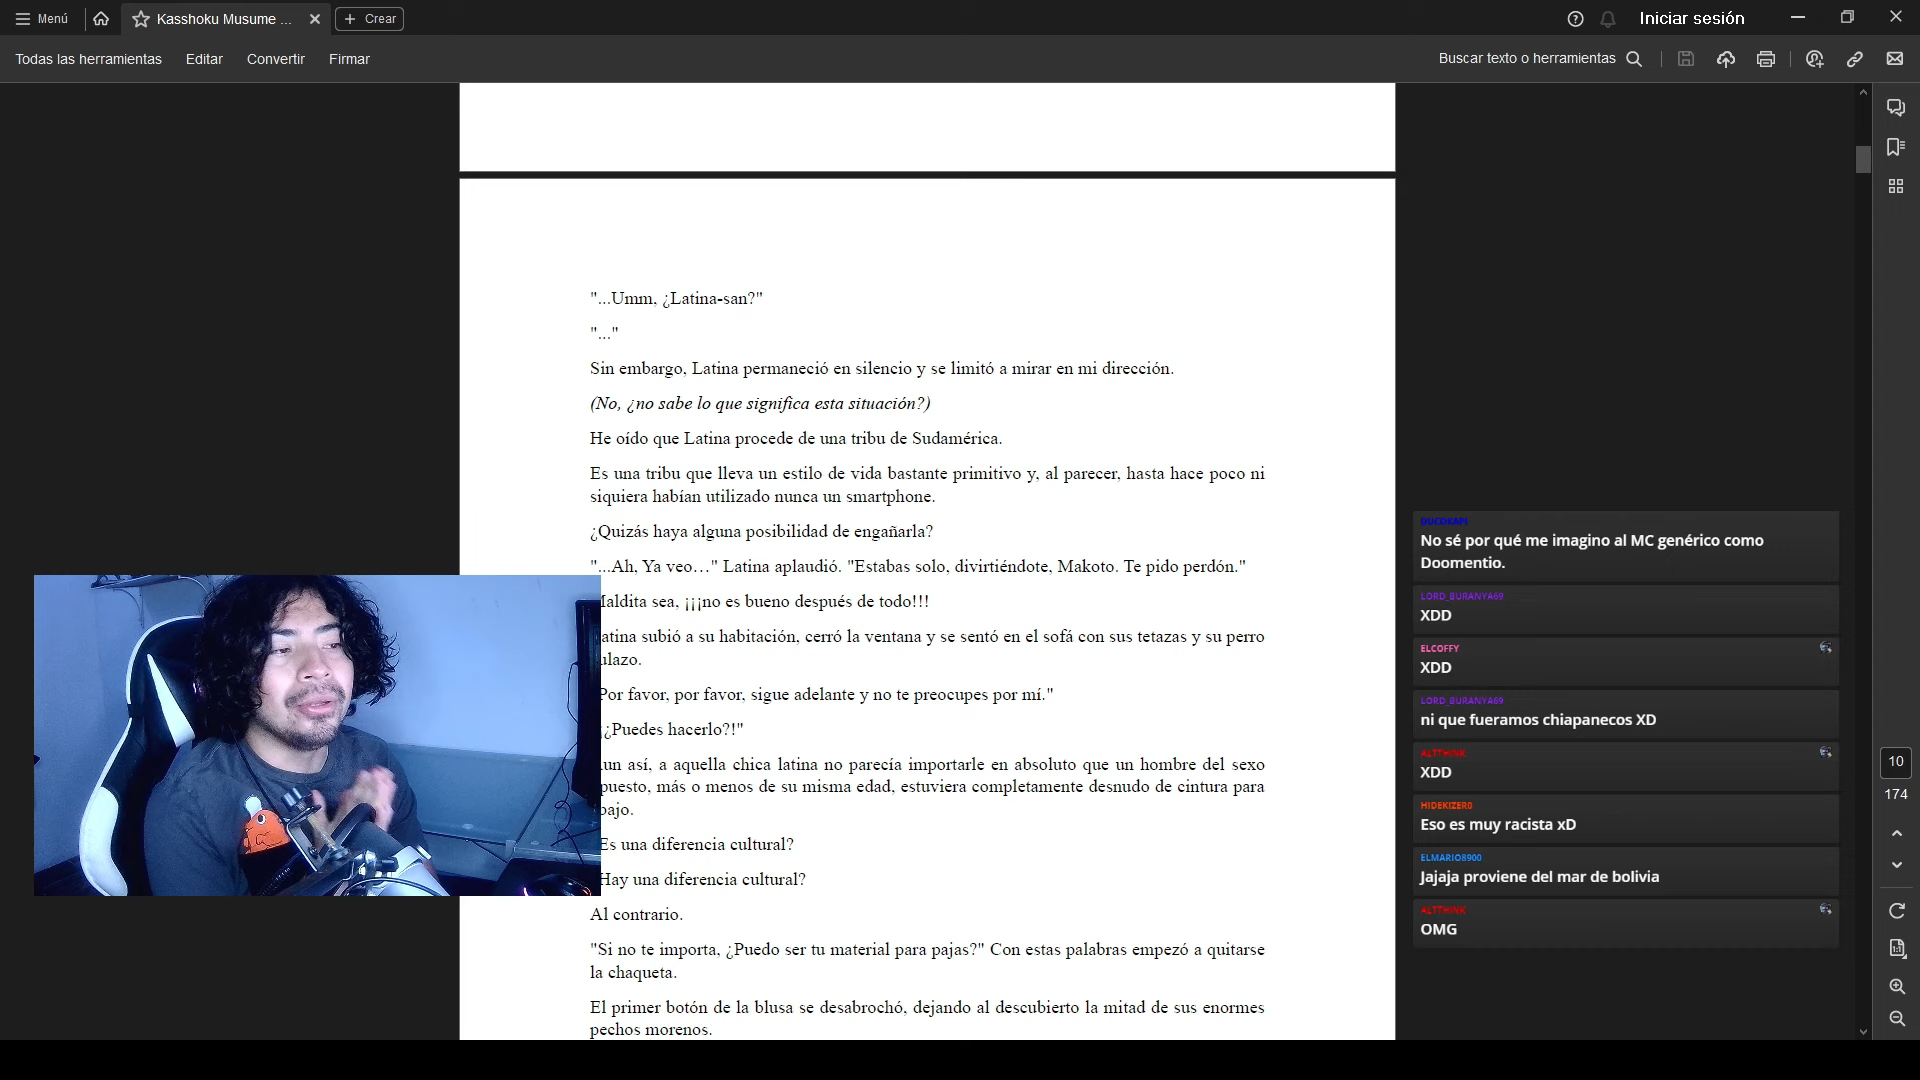 Menú
Kasshoku Musume ...
Crear
Iniciar sesión
Todas las herramientas
Editar
Convertir
Firmar
Buscar texto o herramientas
"...Umm, ¿Latina-san?"
"..."
Sin embargo, Latina permaneció en silencio y se limitó a mirar en mi dirección.
(No, ¿no sabe lo que significa esta situación?)
He oído que Latina procede de una tribu de Sudamérica.
Es una tribu que lleva un estilo de vida bastante primitivo y, al parecer, hasta hace poco ni
siquiera habían utilizado nunca un smartphone.
¿Quizás haya alguna posibilidad de engañarla?
"...Ah, Ya veo…" Latina aplaudió. "Estabas solo, divirtiéndote, Makoto. Te pido perdón."
aldita sea, ¡¡¡no es bueno después de todo!!!
atina subió a su habitación, cerró la ventana y se sentó en el sofá con sus tetazas y su perro
ulazo.
Por favor, por favor, sigue adelante y no te preocupes por mí."
¿Puedes hacerlo?!"
un así, a aquella chica latina no parecía importarle en absoluto que un hombre del sexo
puesto, más o menos de su misma edad, estuviera completamente desnudo de cintura para
bajo.
Es una diferencia cultural?
Hay una diferencia cultural?
Al contrario.
"Si no te importa, ¿Puedo ser tu material para pajas?" Con estas palabras empezó a quitarse
la chaqueta.
El primer botón de la blusa se desabrochó, dejando al descubierto la mitad de sus enormes
pechos morenos.
DUCOKAPI
No sé por qué me imagino al MC genérico como
Doomentio.
LORD_BURANYA69
XDD
ELCOFFY
XDD
LORD_BURANYA69
ni que fueramos chiapanecos XD
ALTTHINK
XDD
HIDEKIZER0
Eso es muy racista xD
ELMARIO8900
Jajaja proviene del mar de bolivia
ALTTHINK
OMG
10
174